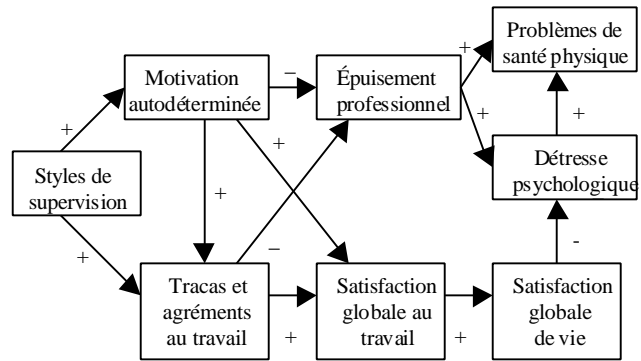 Problèmes de
santé physique
Motivation
autodéterminée
Épuisement
professionnel
Styles de
supervision
Détresse
psychologique
Tracas et
agréments
au travail
Satisfaction
globale au
travail
Satisfaction
globale
de vie
+
–
+
+
+
+
+
+
+
–
-
+
+